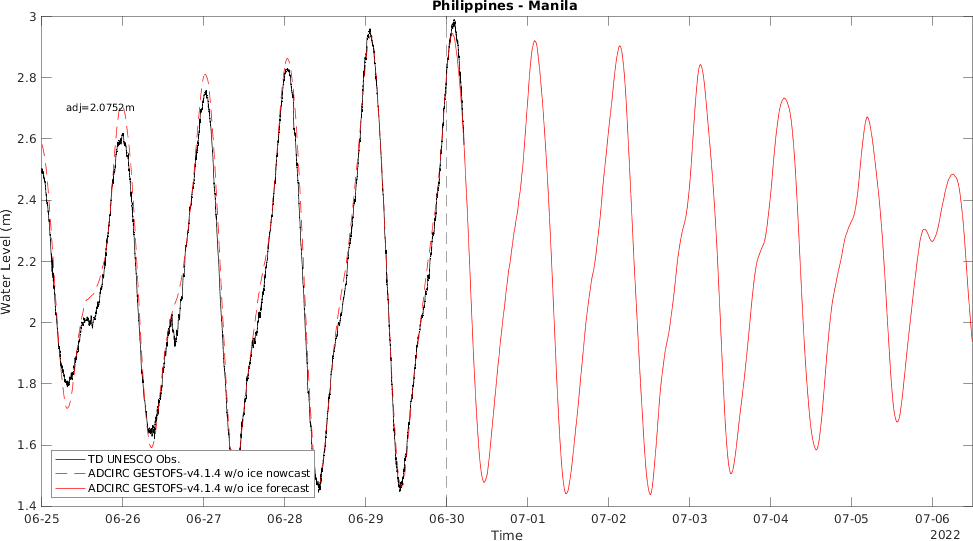 Philippines - Manila
Water Level (m)
3
2.8
2.6
2.4
2.2
2
1.8
1.6
1.4
adj=2.0752m
TD UNESCO Obs.
ADCIRC GESTOFS-v4.1.4 w/o ice nowcast
ADCIRC GESTOFS-v4.1.4 w/o ice forecast
06-25 06-26 06-27 06-28 06-29 06-30 07-01 07-02 07-03 07-04 07-05 07-06
2022
Time